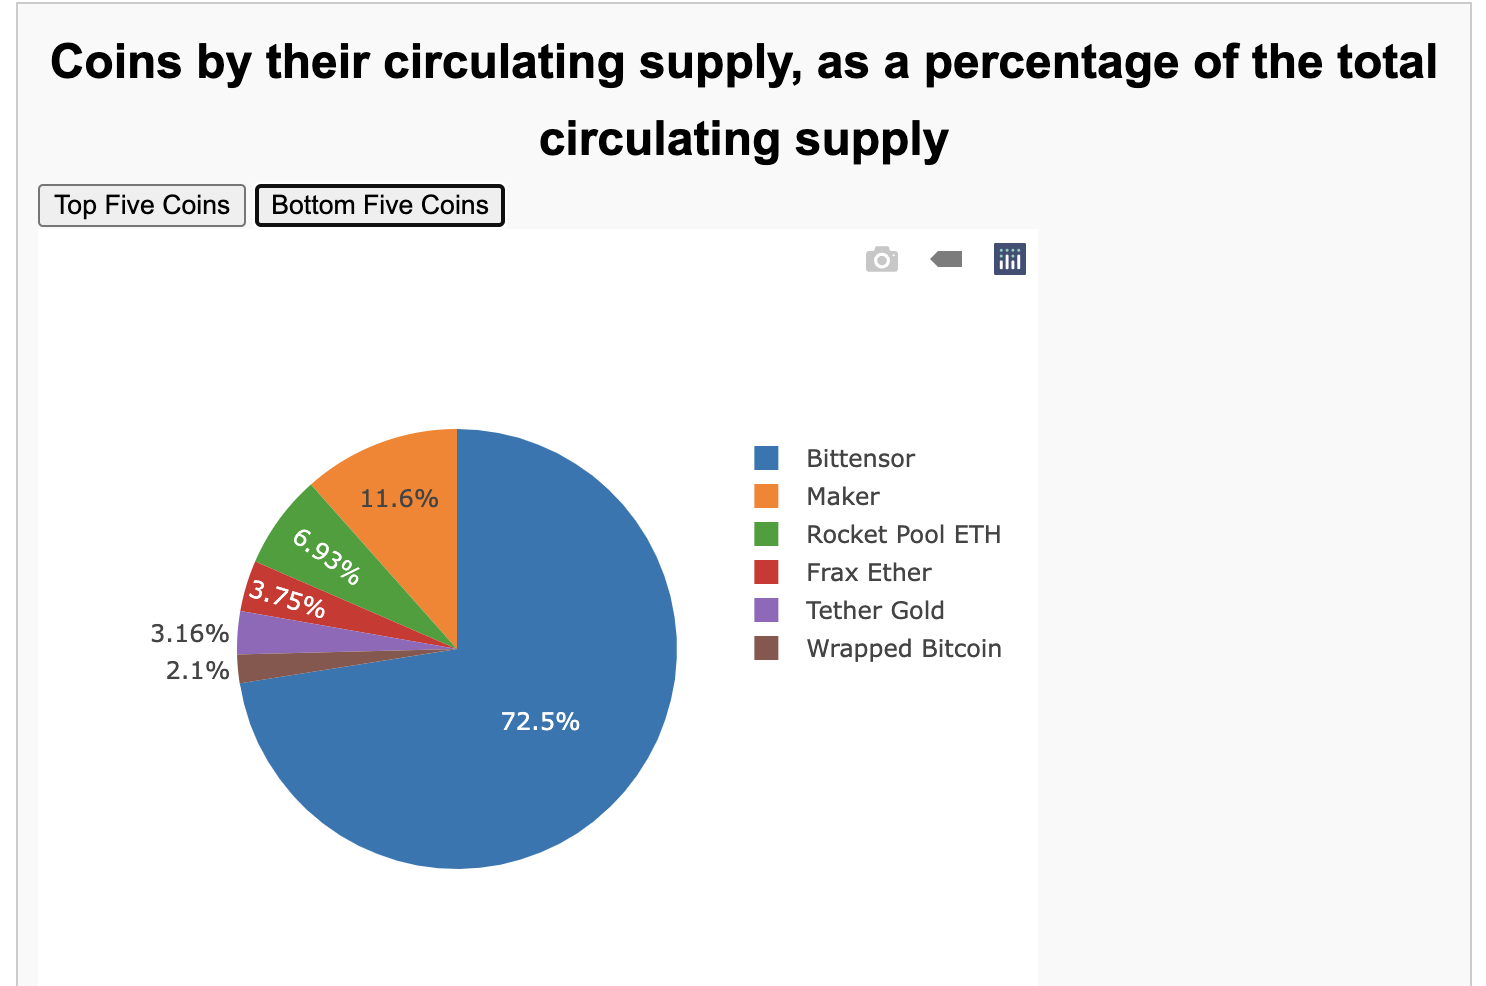 Coins by their circulating supply, as a percentage of the total
circulating supply
Top Five Coins
Bottom Five Coins
11.6%
6.93%
3.75%
3.16%
2.1%
72.5%
Bittensor
Maker
Rocket Pool ETH
Frax Ether
Tether Gold
Wrapped Bitcoin